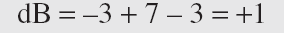 dB = –3 + 7 – 3 = +1